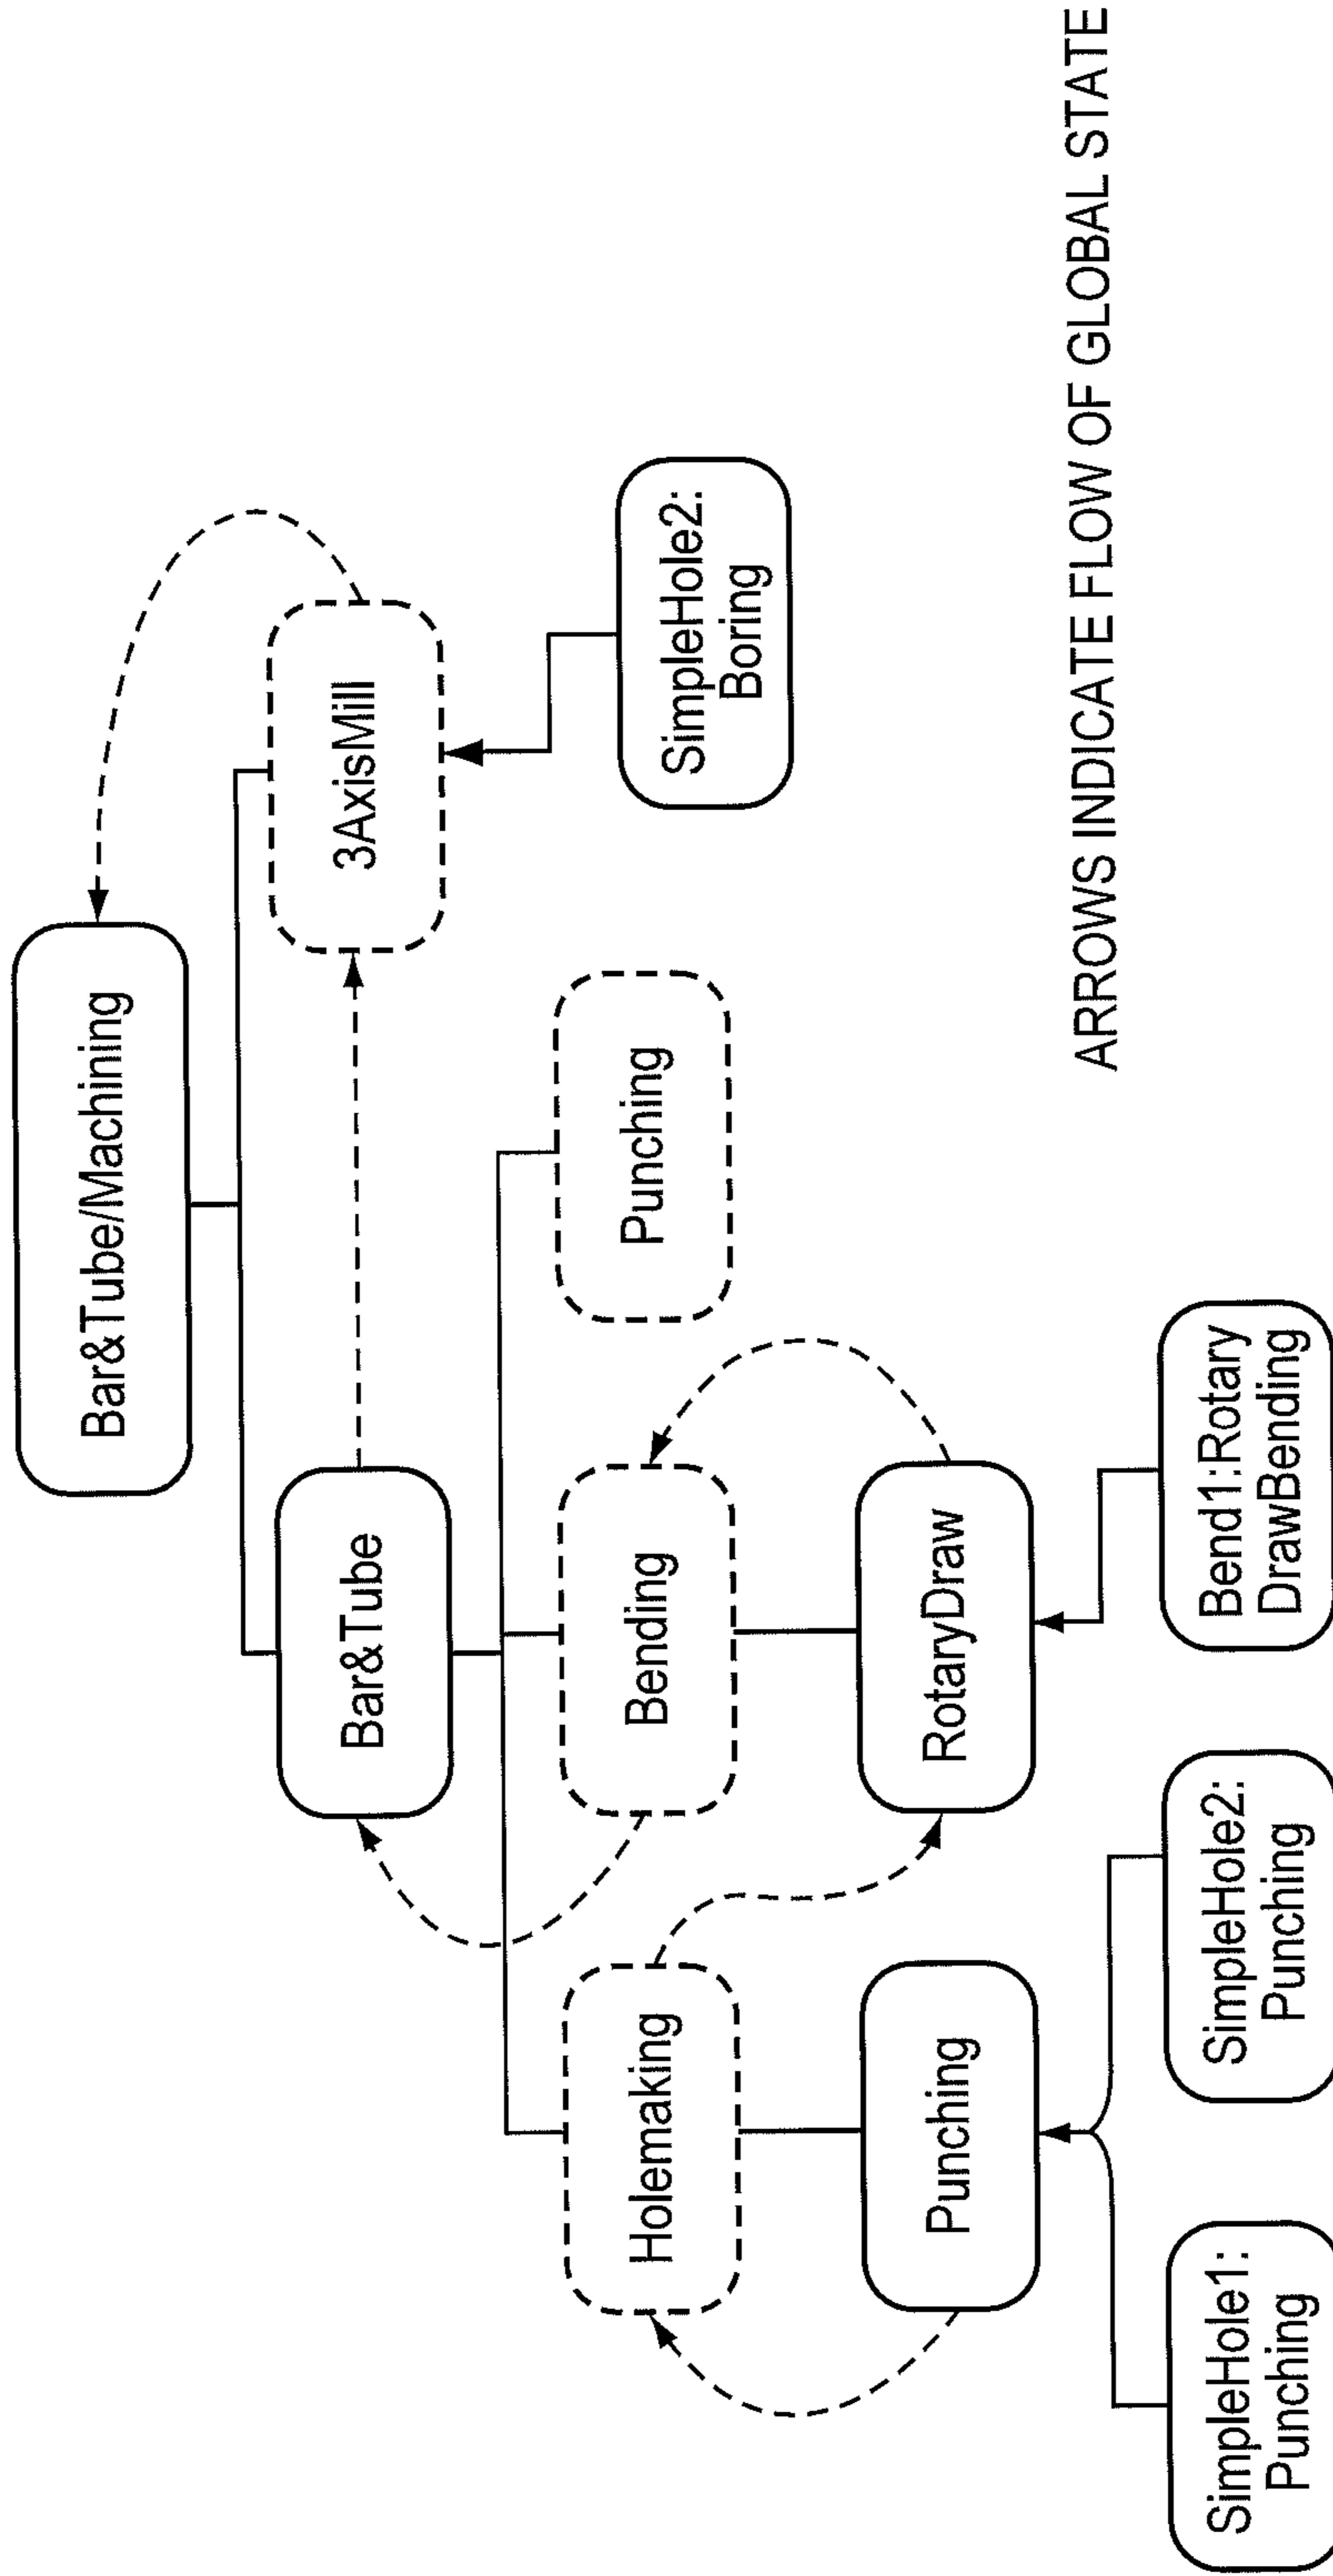 Bar&Tube/Machining
Bar&Tube
3AxisMill
Holemaking
Bending
Punching
SimpleHole2:
Boring
Punching
RotaryDraw
SimpleHole1:
Punching
SimpleHole2:
Punching
Bend1:Rotary
DrawBending
ARROWS INDICATE FLOW OF GLOBAL STATE